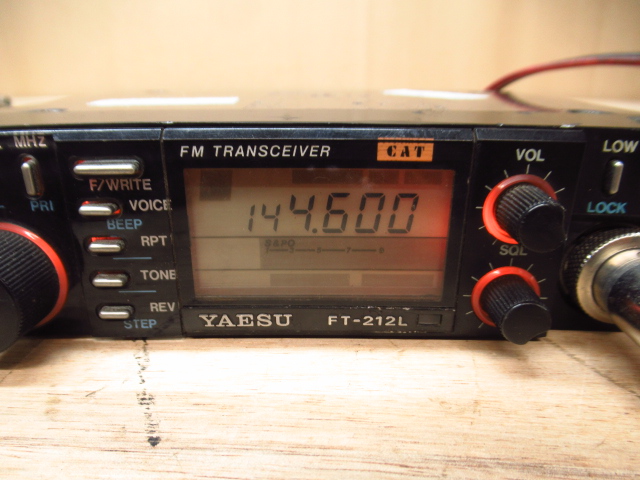 MHZ
PRI
F/WRITE
VOICE
BEEP
RPT
TONE
REV
STEP
FM TRANSCEIVER CAT
144.600
YAESU FT-212L
VOL
SQL
LOW
LOCK